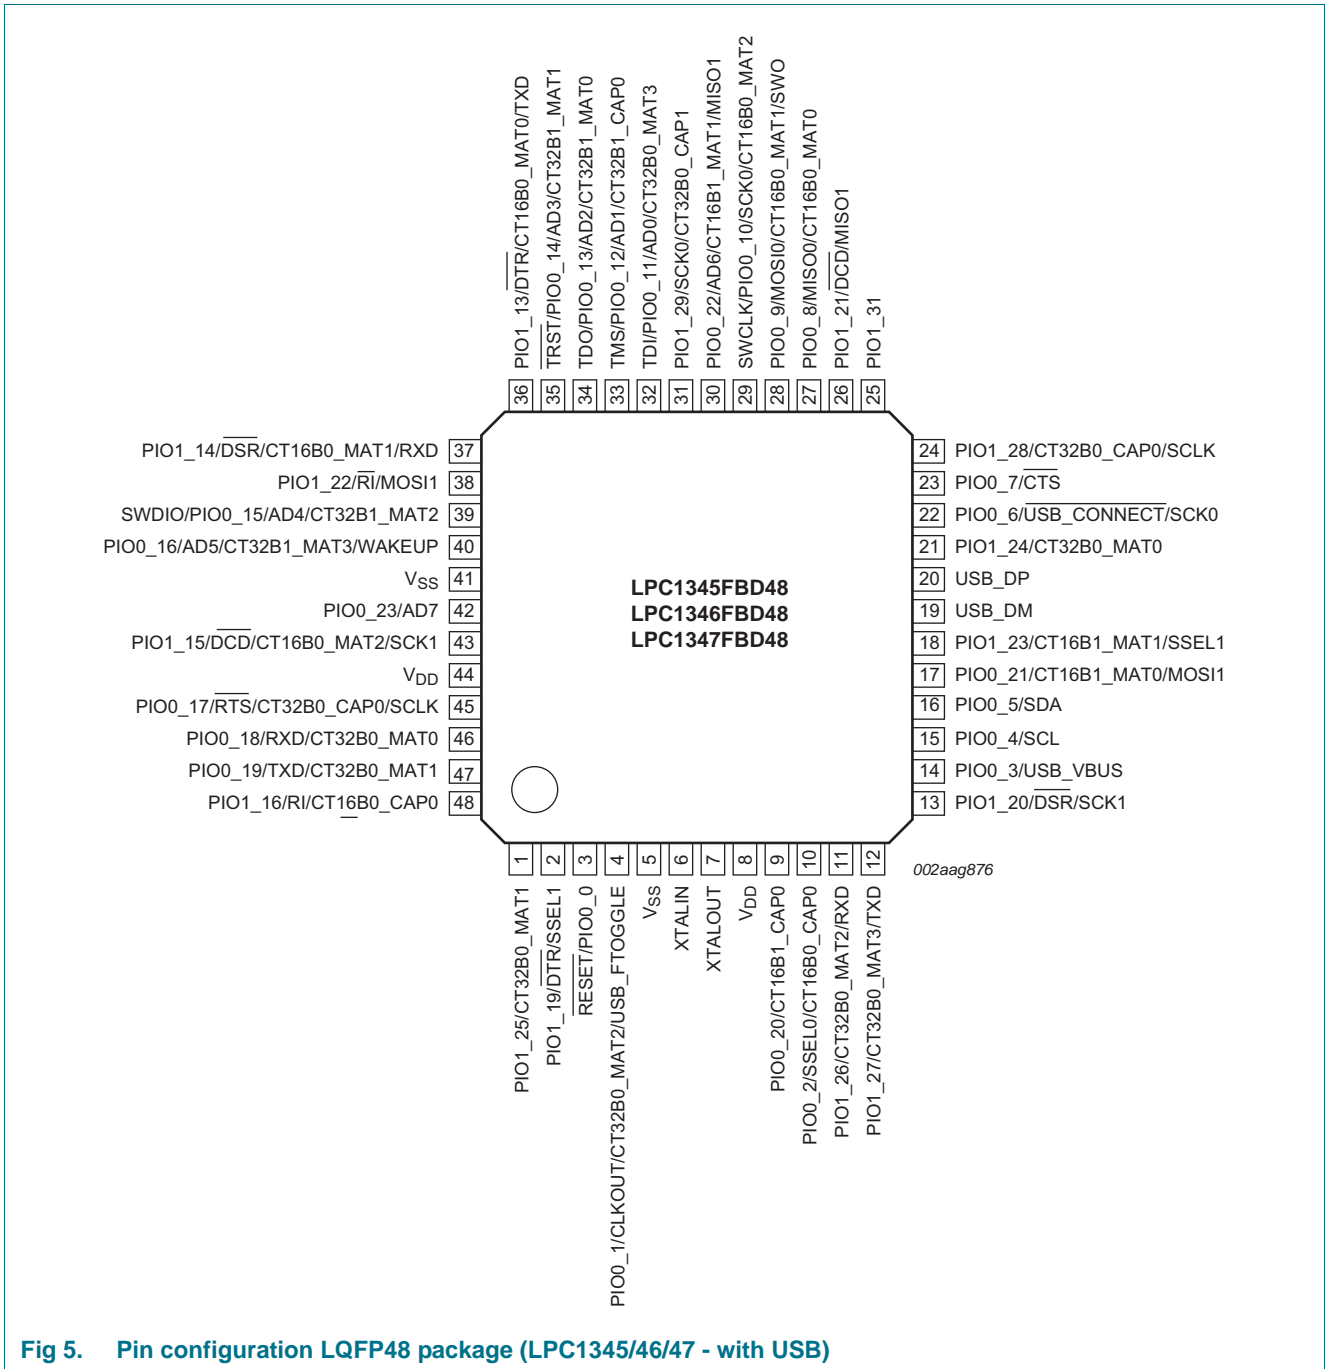 36 PIO1_13/DTR/CT16B0_MAT0/TXD
35 TRST/PIO0_14/AD3/CT32B1_MAT1
34 TDO/PIO0_13/AD2/CT32B1_MAT0
33 TMS/PIO0_12/AD1/CT32B1_CAP0
32 TDI/PIO0_11/AD0/CT32B0_MAT3
31 PIO1_29/SCK0/CT32B0_CAP1
30 PIO0_22/AD6/CT16B1_MAT1/MISO1
29 SWCLK/PIO0_10/SCK0/CT16B0_MAT2
28 PIO0_9/MOSI0/CT16B0_MAT1/SWO
27 PIO0_8/MISO0/CT16B0_MAT0
26 PIO1_21/DCD/MISO1
25 PIO1_31
PIO1_14/DSR/CT16B0_MAT1/RXD 37
PIO1_22/RI/MOSI1 38
SWDIO/PIO0_15/AD4/CT32B1_MAT2 39
PIO0_16/AD5/CT32B1_MAT3/WAKEUP 40
VSS 41
PIO0_23/AD7 42
PIO1_15/DCD/CT16B0_MAT2/SCK1 43
VDD 44
PIO0_17/RTS/CT32B0_CAP0/SCLK 45
PIO0_18/RXD/CT32B0_MAT0 46
PIO0_19/TXD/CT32B0_MAT1 47
PIO1_16/RI/CT16B0_CAP0 48
LPC1345FBD48
LPC1346FBD48
LPC1347FBD48
24 PIO1_28/CT32B0_CAP0/SCLK
23 PIO0_7/CTS
22 PIO0_6/USB_CONNECT/SCK0
21 PIO1_24/CT32B0_MAT0
20 USB_DP
19 USB_DM
18 PIO1_23/CT16B1_MAT1/SSEL1
17 PIO0_21/CT16B1_MAT0/MOSI1
16 PIO0_5/SDA
15 PIO0_4/SCL
14 PIO0_3/USB_VBUS
13 PIO1_20/DSR/SCK1
1 PIO1_25/CT32B0_MAT1
2 PIO1_19/DTR/SSEL1
3 RESET/PIO0_0
4 PIO0_1/CLKOUT/CT32B0_MAT2/USB_FTOGGLE
5 VSS
6 XTALIN
7 XTALOUT
8 VDD
9 PIO0_20/CT16B1_CAP0
10 PIO0_2/SSEL0/CT16B0_CAP0
11 PIO1_26/CT32B0_MAT2/RXD
12 PIO1_27/CT32B0_MAT3/TXD
002aag876
Fig 5. Pin configuration LQFP48 package (LPC1345/46/47 - with USB)